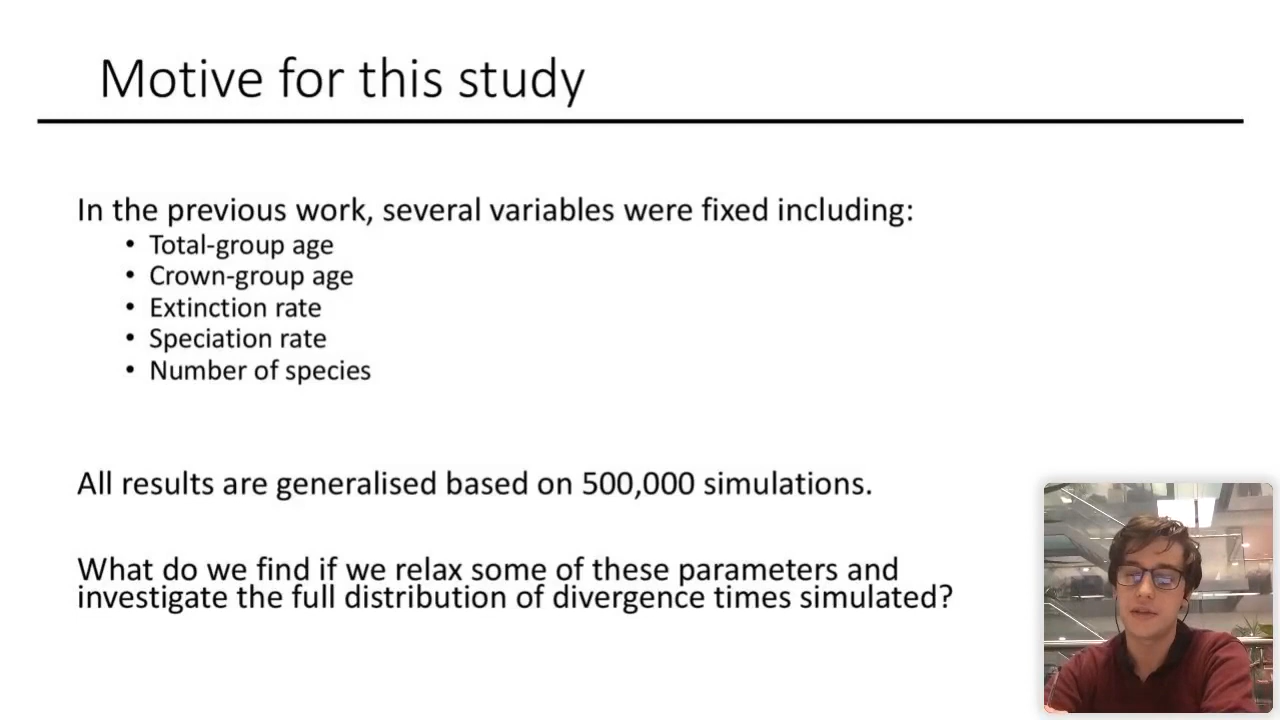 Motive for this study
In the previous work, several variables were fixed including:
• Total-group age
• Crown-group age
• Extinction rate
• Speciation rate
• Number of species
All results are generalised based on 500,000 simulations.
What do we find if we relax some of these parameters and
investigate the full distribution of divergence times simulated?